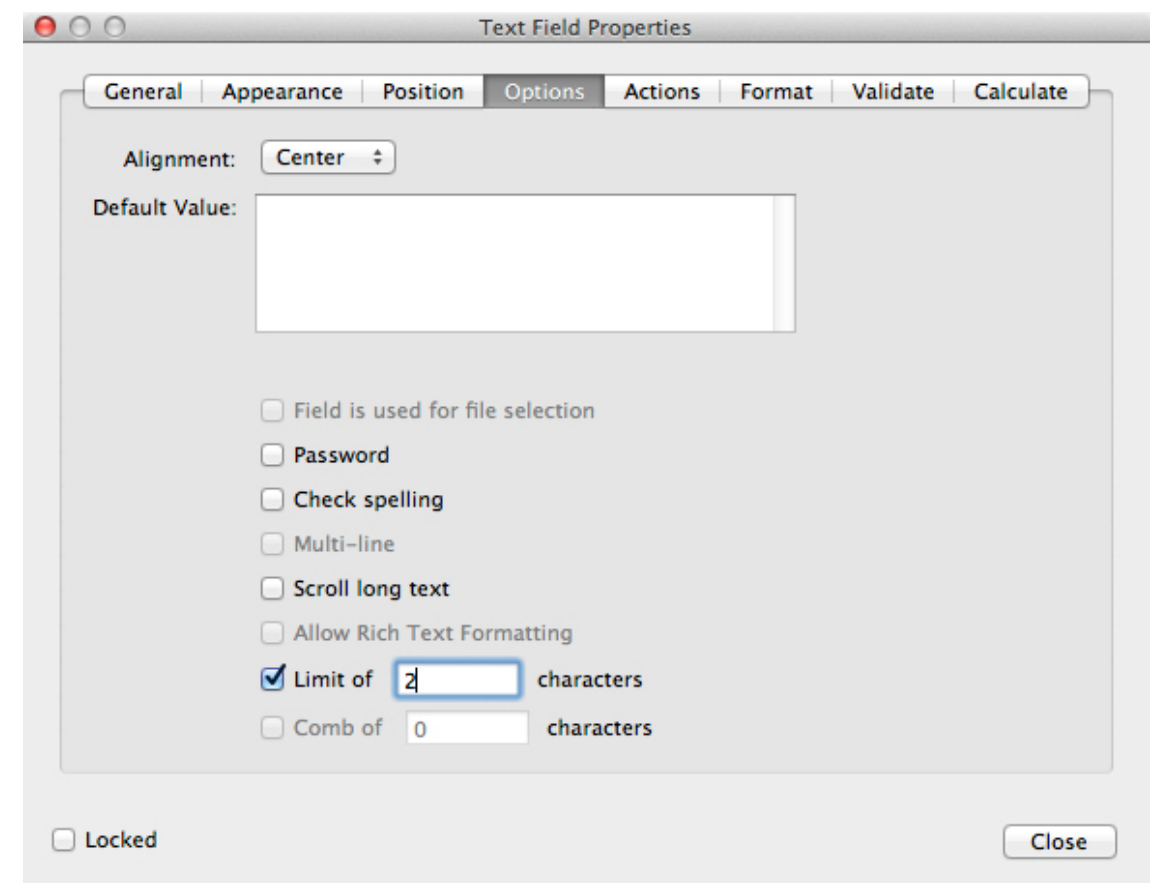 Text Field Properties
General Appearance Position Options Actions Format Validate Calculate
Alignment: Center
Default Value:
Field is used for file selection
Password
Check spelling
Multi-line
Scroll long text
Allow Rich Text Formatting
Limit of 2 characters
Comb of 0 characters
Locked Close